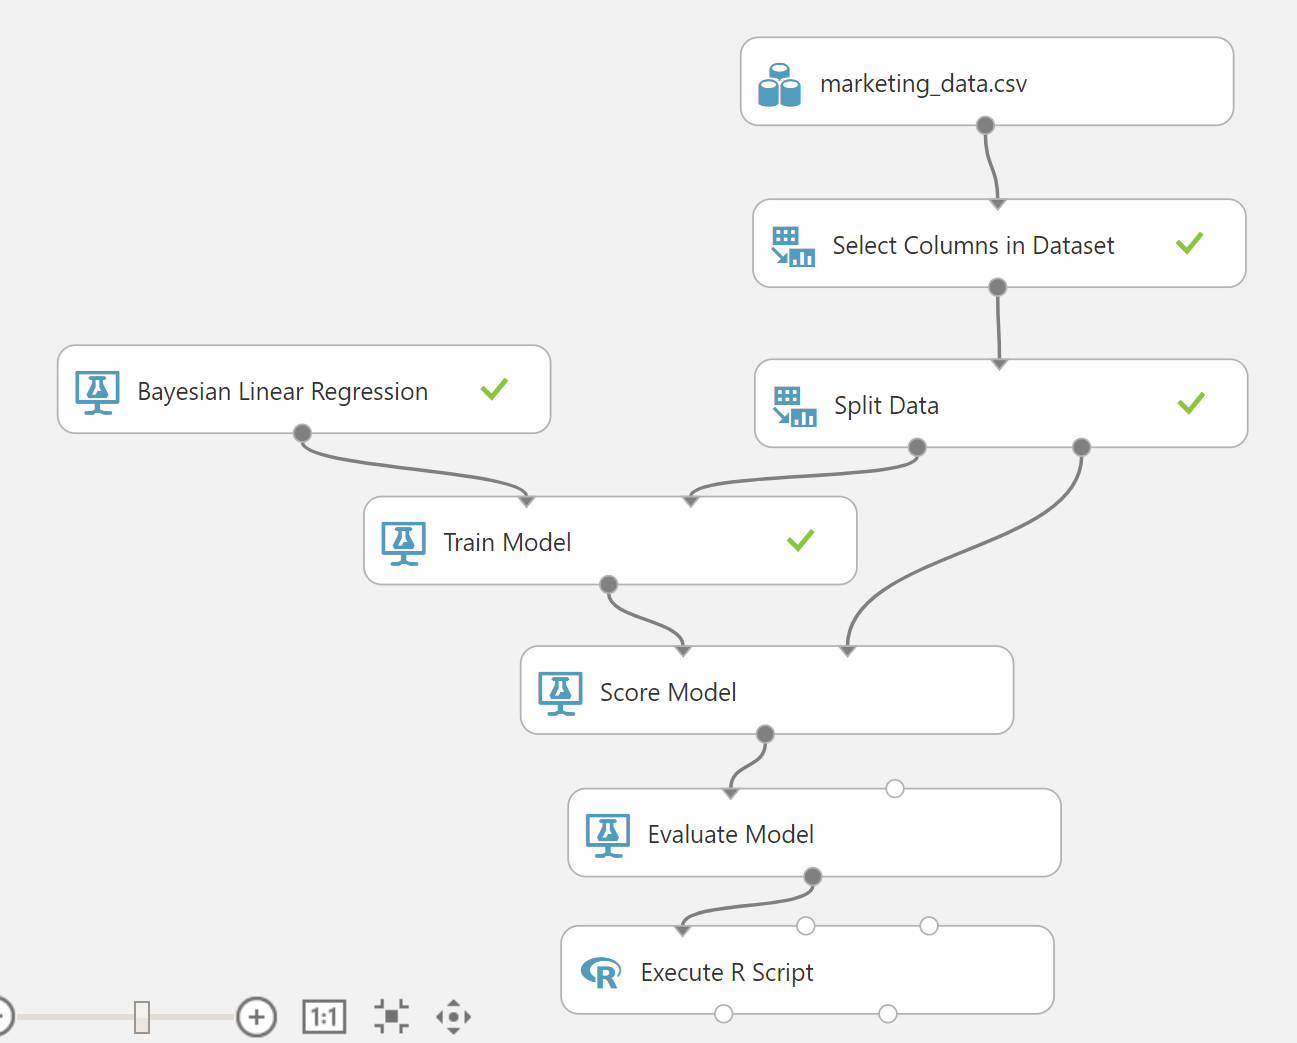 marketing_data.csv
Select Columns in Dataset
Bayesian Linear Regression
Split Data
Train Model
Score Model
Evaluate Model
R Execute R Script
1:1